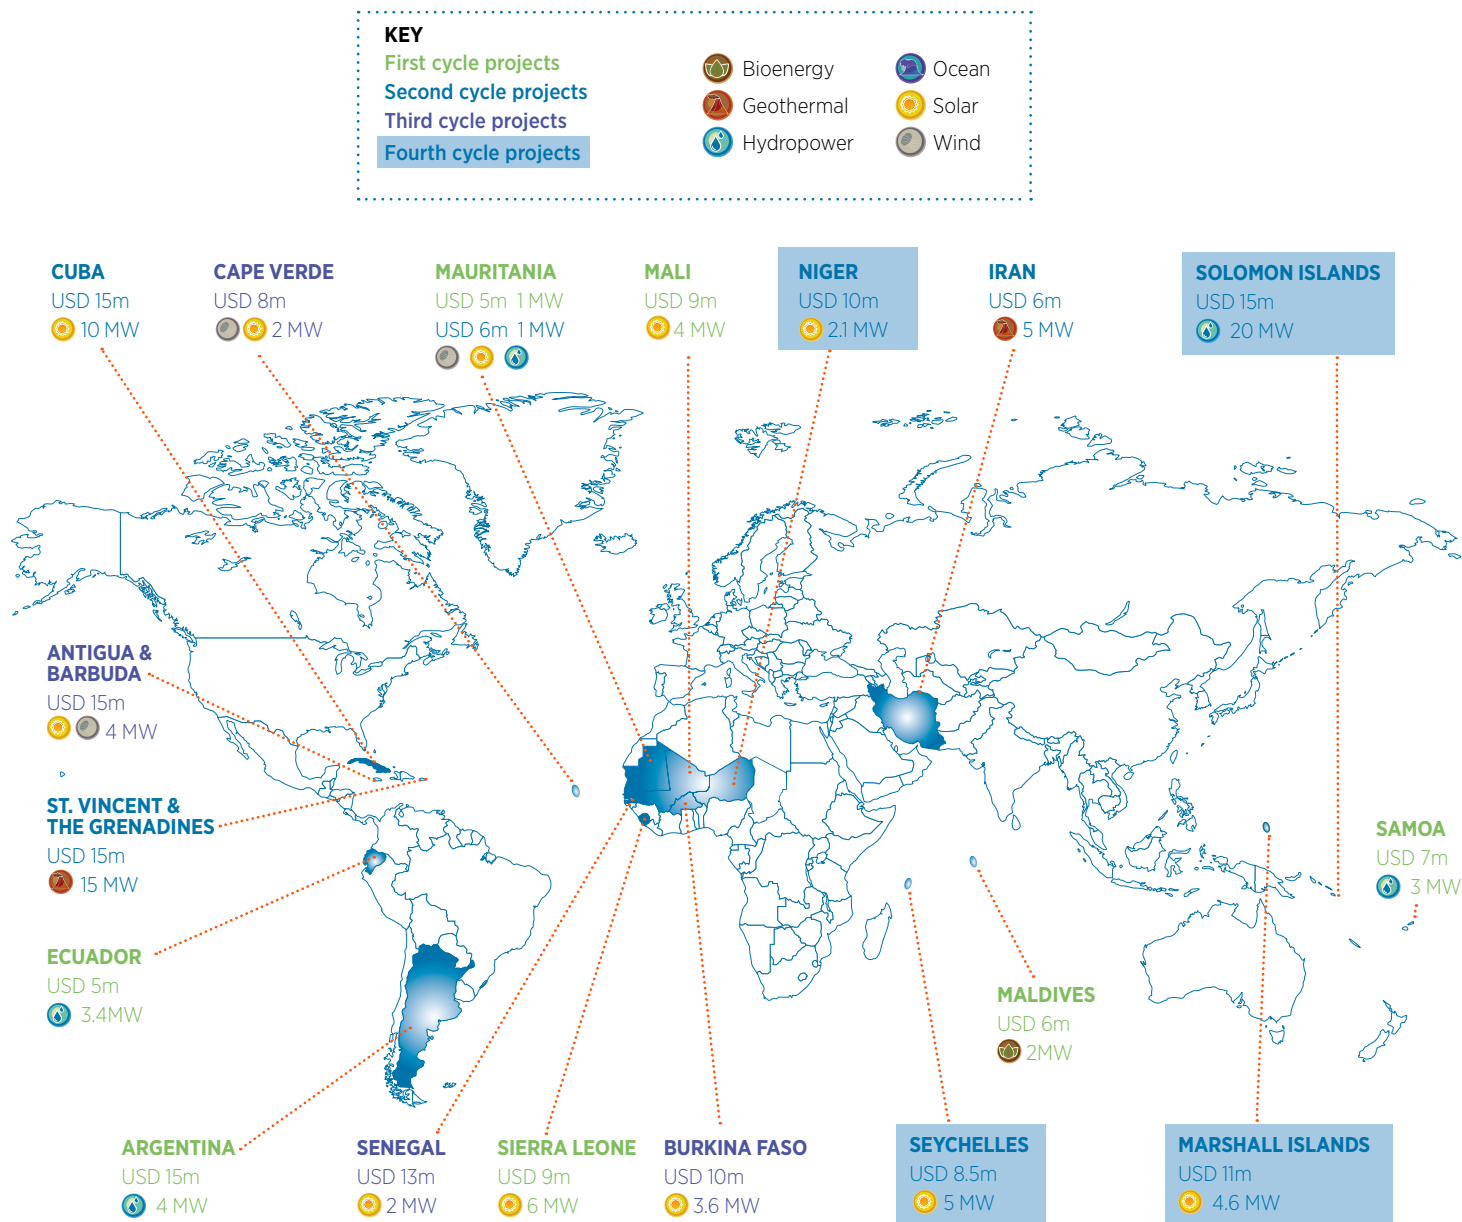 KEY
First cycle projects
Second cycle projects
Third cycle projects
Fourth cycle projects
Bioenergy
Geothermal
Hydropower
Ocean
Solar
Wind
CUBA
USD 15m
10 MW
CAPE VERDE
USD 8m
2 MW
MAURITANIA
USD 5m 1 MW
USD 6m 1 MW
MALI
USD 9m
4 MW
NIGER
USD 10m
2.1 MW
IRAN
USD 6m
5 MW
SOLOMON ISLANDS
USD 15m
20 MW
ANTIGUA &
BARBUDA
USD 15m
4 MW
ST. VINCENT &
THE GRENADINES
USD 15m
15 MW
SAMOA
USD 7m
3 MW
ECUADOR
USD 5m
3.4MW
MALDIVES
USD 6m
2MW
ARGENTINA
USD 15m
4 MW
SENEGAL
USD 13m
2 MW
SIERRA LEONE
USD 9m
6 MW
BURKINA FASO
USD 10m
3.6 MW
SEYCHELLES
USD 8.5m
5 MW
MARSHALL ISLANDS
USD 11m
4.6 MW